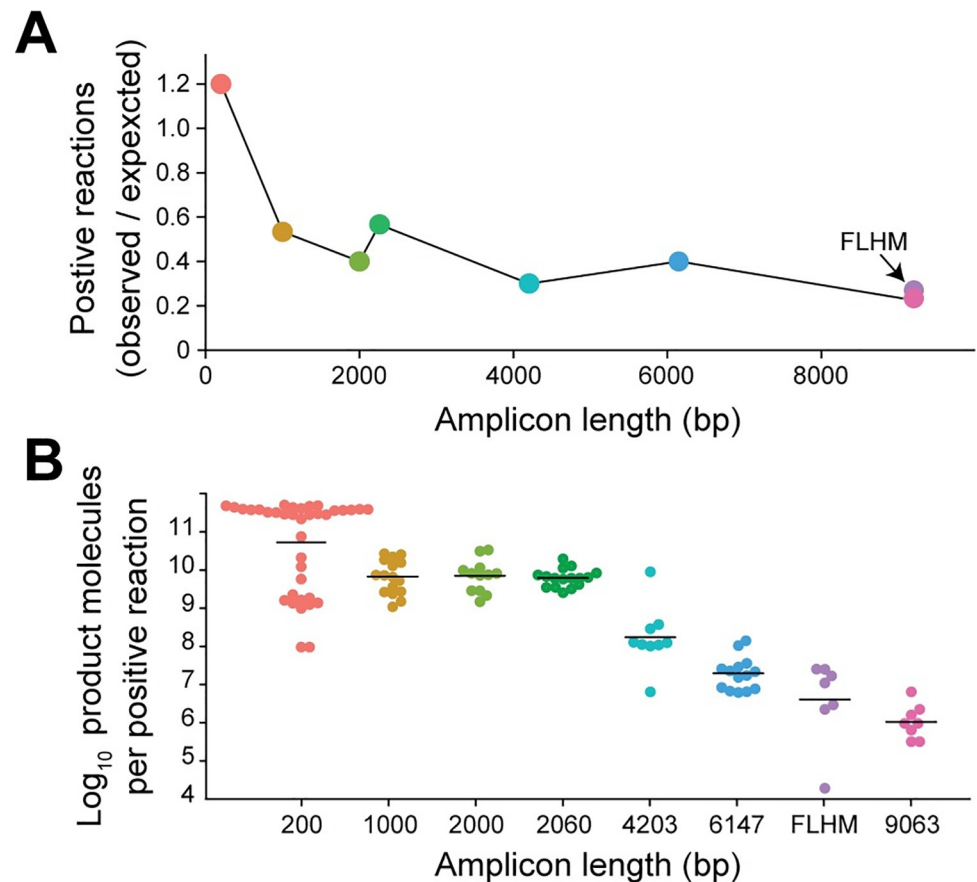 A
Postive reactions
(observed / expexcted)
1.2
1.0
0.8
0.6
0.4
0.2
0
FLHM
0 2000 4000 6000 8000
Amplicon length (bp)
B
Log10 product molecules
per positive reaction
11
10
9
8
7
6
5
4
200 1000 2000 2060 4203 6147 FLHM 9063
Amplicon length (bp)